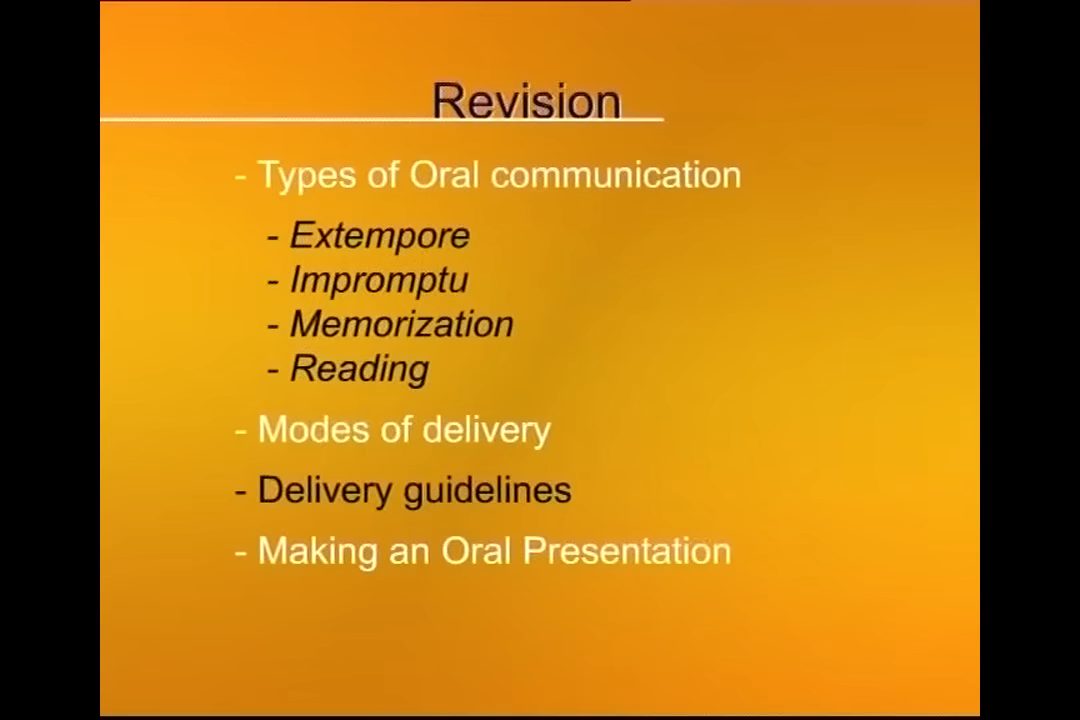 Revision
- Types of Oral communication
- Extempore
- Impromptu
- Memorization
- Reading
- Modes of delivery
- Delivery guidelines
- Making an Oral Presentation